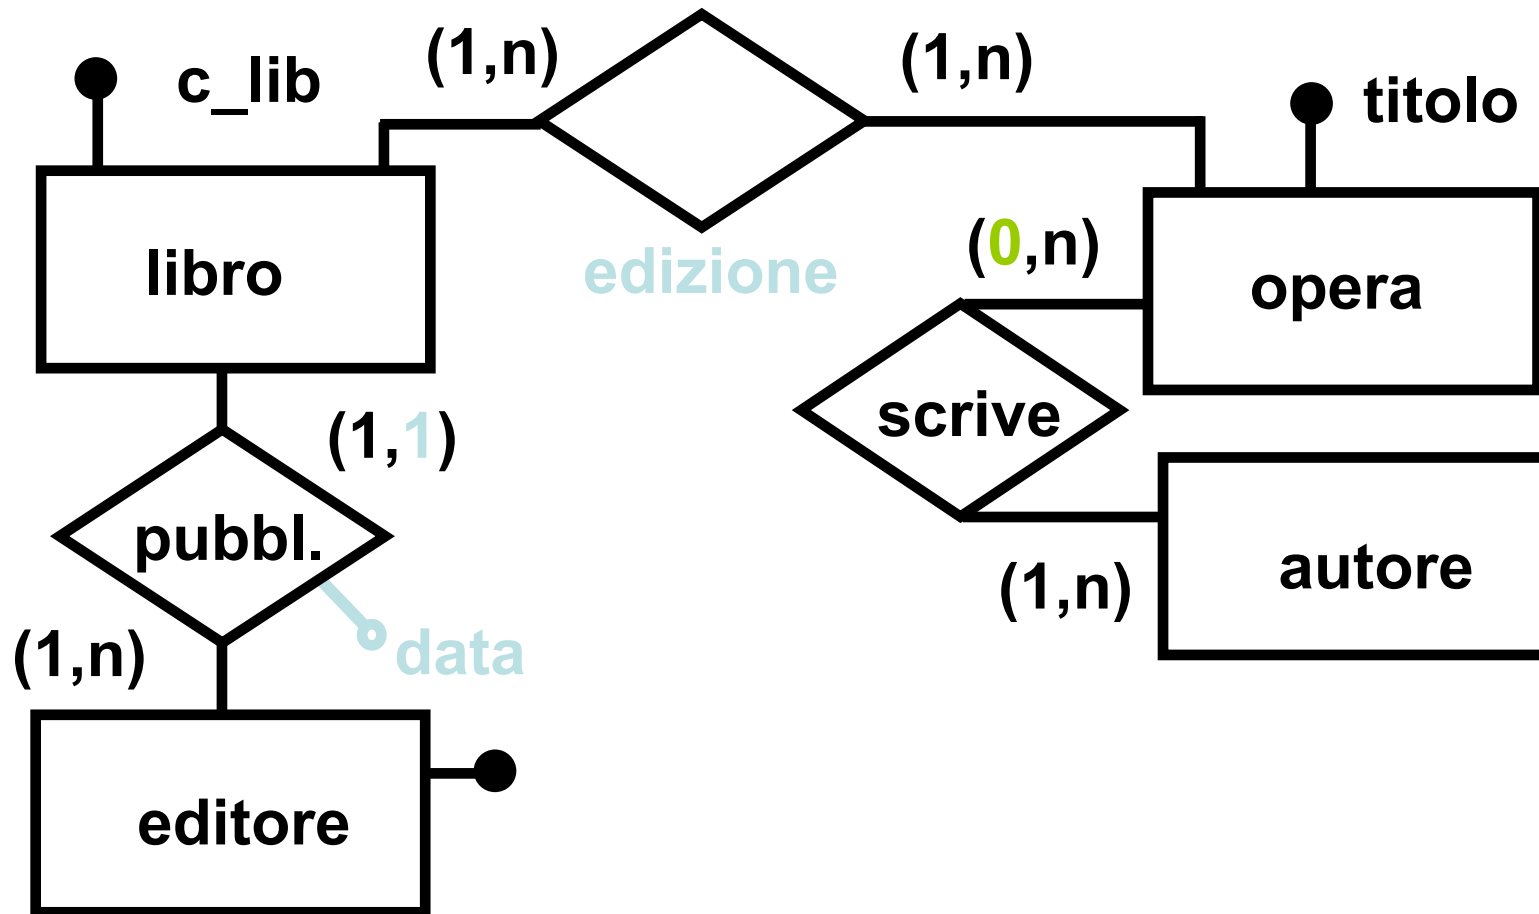 (1,n)
(1,n)
c_lib
titolo
libro
edizione
(0,n)
opera
scrive
(1,1)
pubbl.
autore
(1,n)
(1,n)
data
editore